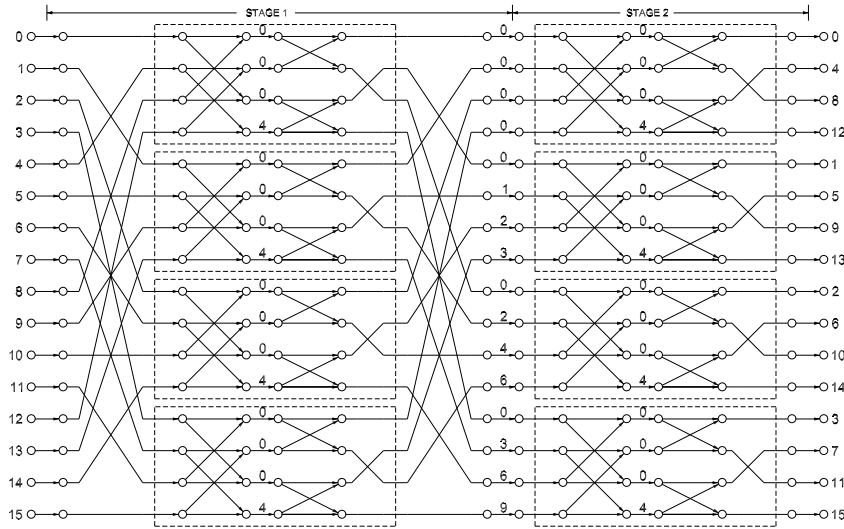 STAGE 1 STAGE 2
0 0 0 0 0
1 0 0 0 4
2 0 0 0 8
3 4 0 4 12
4 0 0 0 1
5 0 1 0 5
6 0 2 0 9
7 4 3 4 13
8 0 0 0 2
9 0 2 0 6
10 0 4 0 10
11 4 6 4 14
12 0 0 0 3
13 0 3 0 7
14 0 6 0 11
15 4 9 4 15